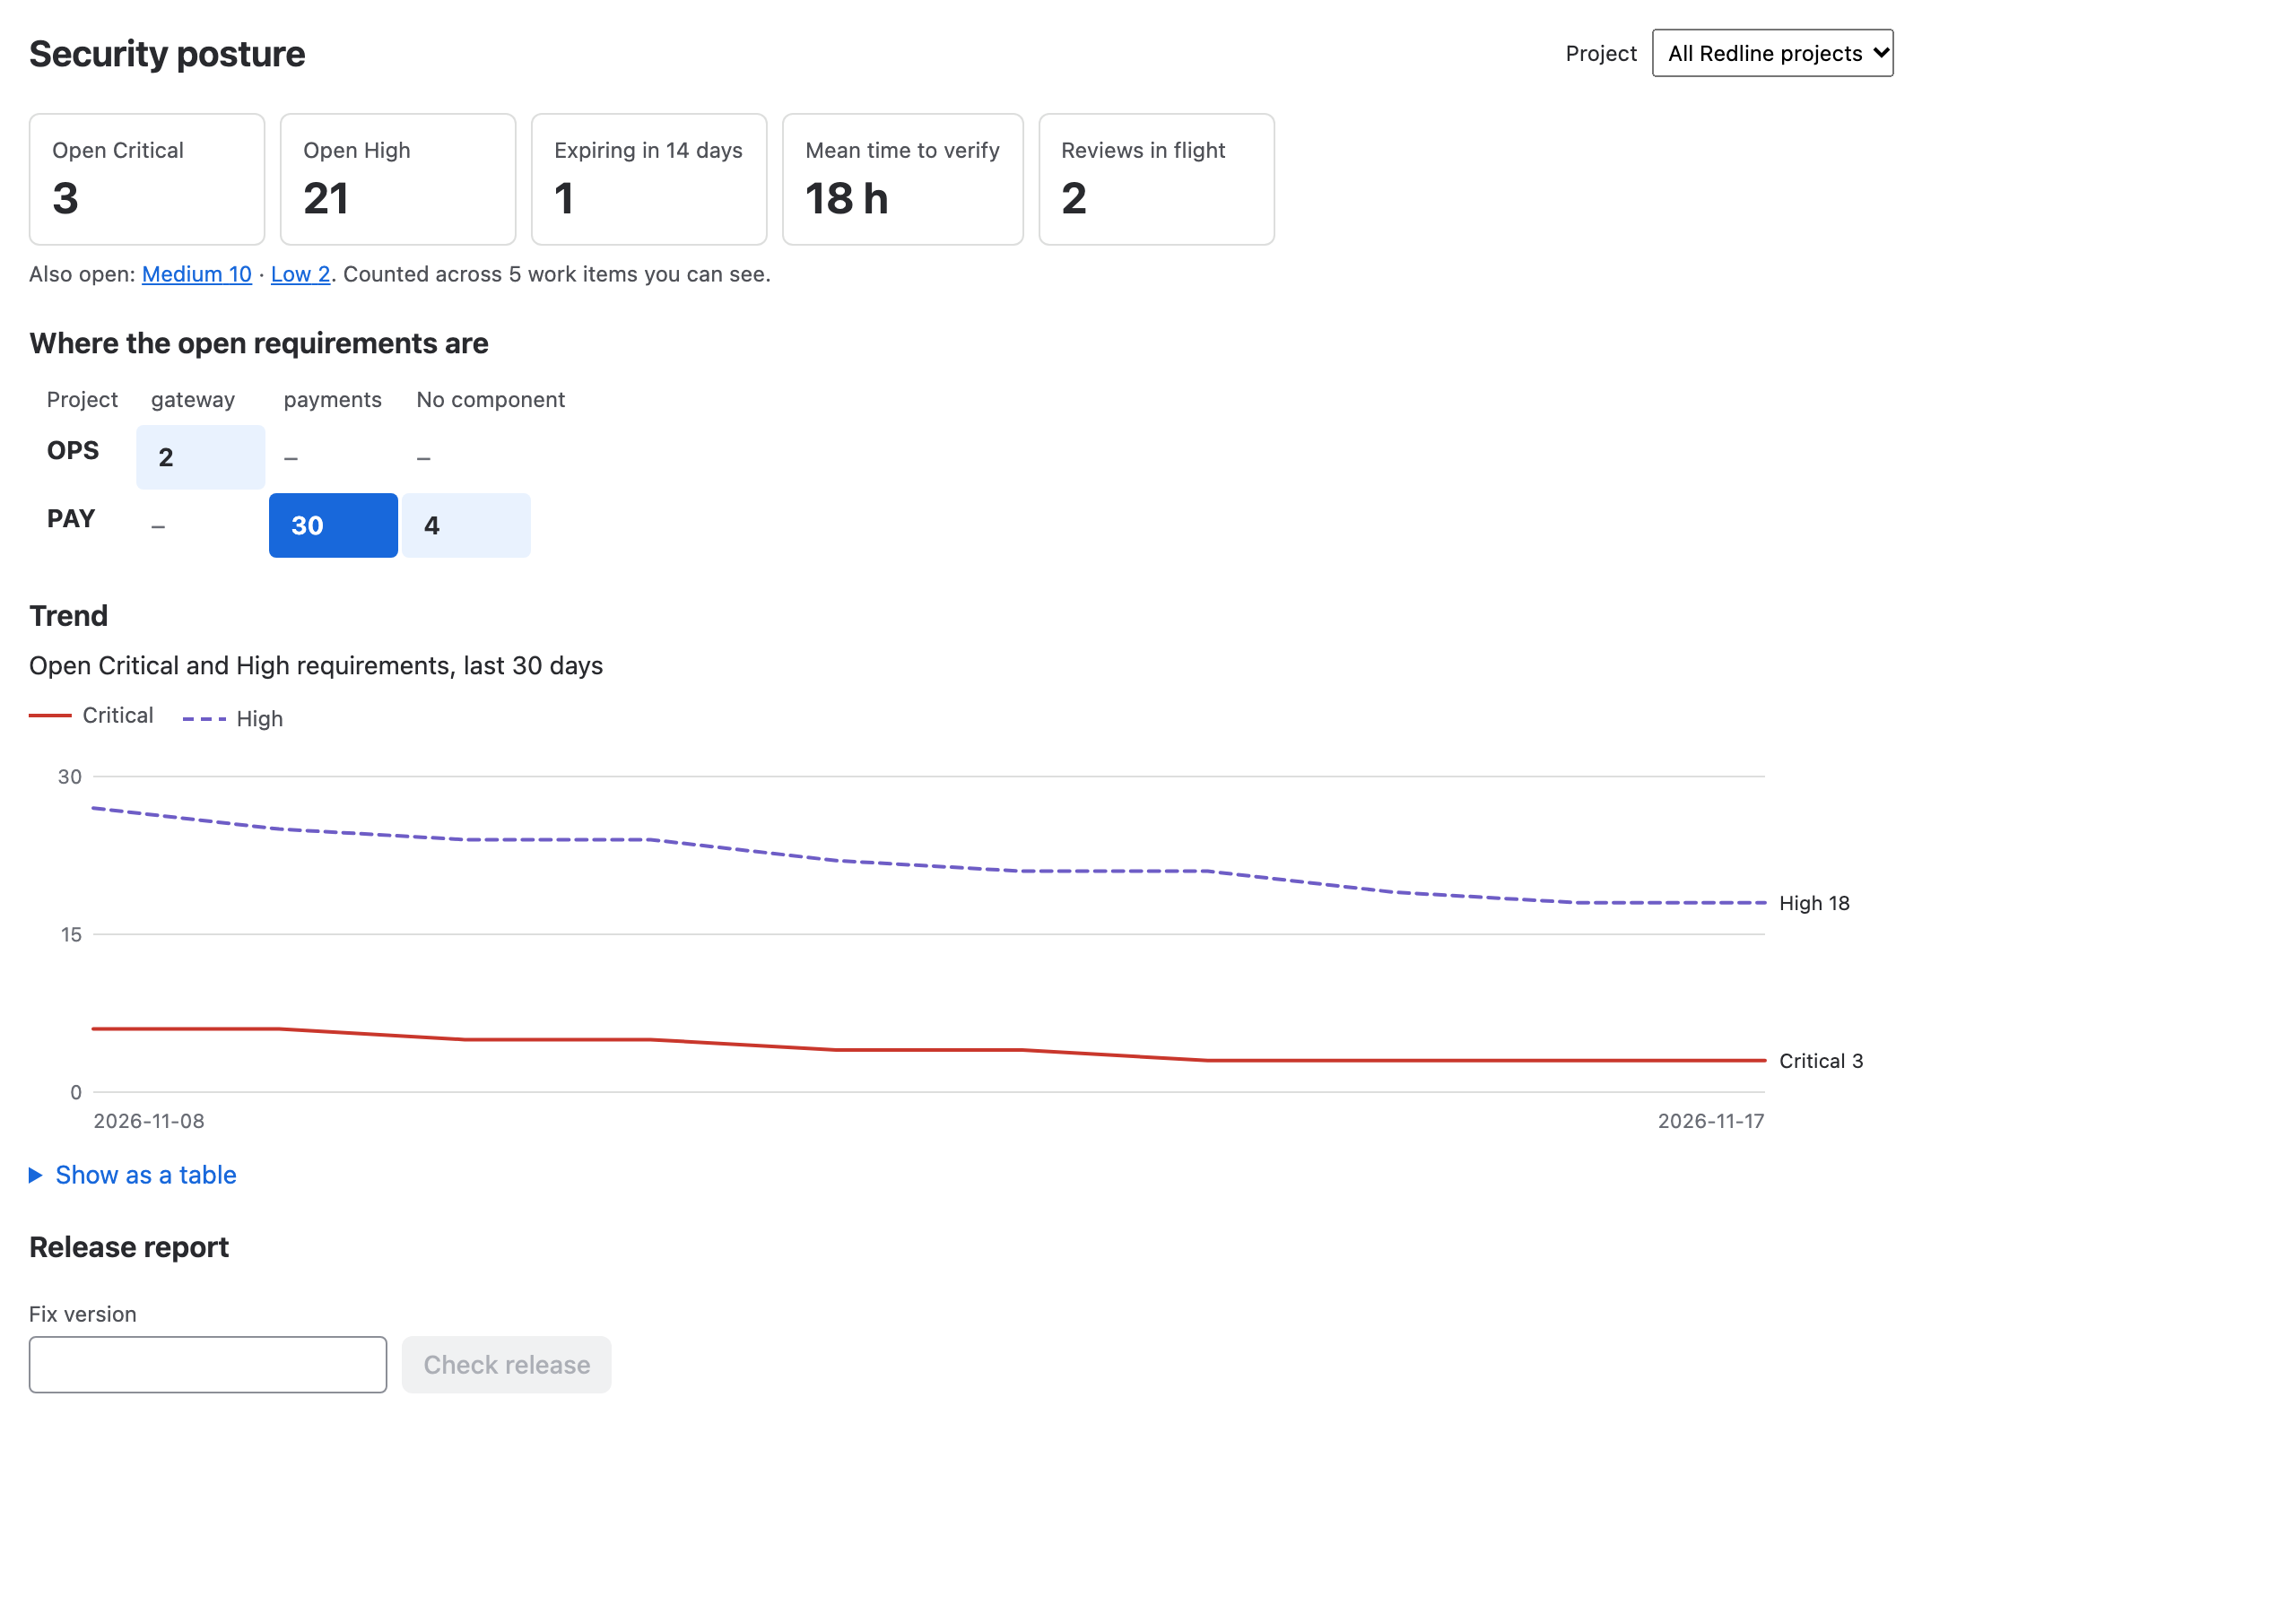 Security posture
Project All Redline projects
Open Critical
3
Open High
21
Expiring in 14 days
1
Mean time to verify
18 h
Reviews in flight
2
Also open: Medium 10 · Low 2. Counted across 5 work items you can see.
Where the open requirements are
Project gateway payments No component
OPS 2 – –
PAY – 30 4
Trend
Open Critical and High requirements, last 30 days
Critical High
30
High 18
15
Critical 3
0
2026-11-08 2026-11-17
Show as a table
Release report
Fix version
Check release